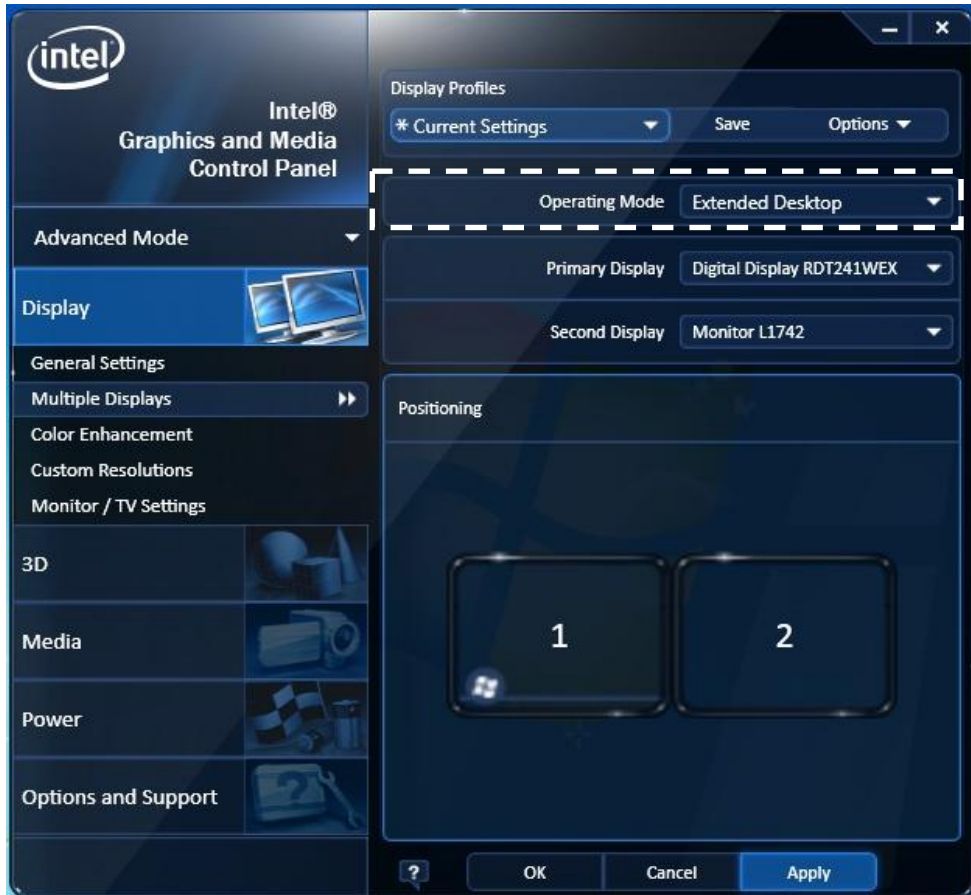 intel
Intel®
Graphics and Media
Control Panel
Advanced Mode
Display
General Settings
Multiple Displays
Color Enhancement
Custom Resolutions
Monitor / TV Settings
3D
Media
Power
Options and Support
Display Profiles
* Current Settings
Save
Options
Operating Mode
Extended Desktop
Primary Display
Digital Display RDT241WEX
Second Display
Monitor L1742
Positioning
1
2
?
OK
Cancel
Apply